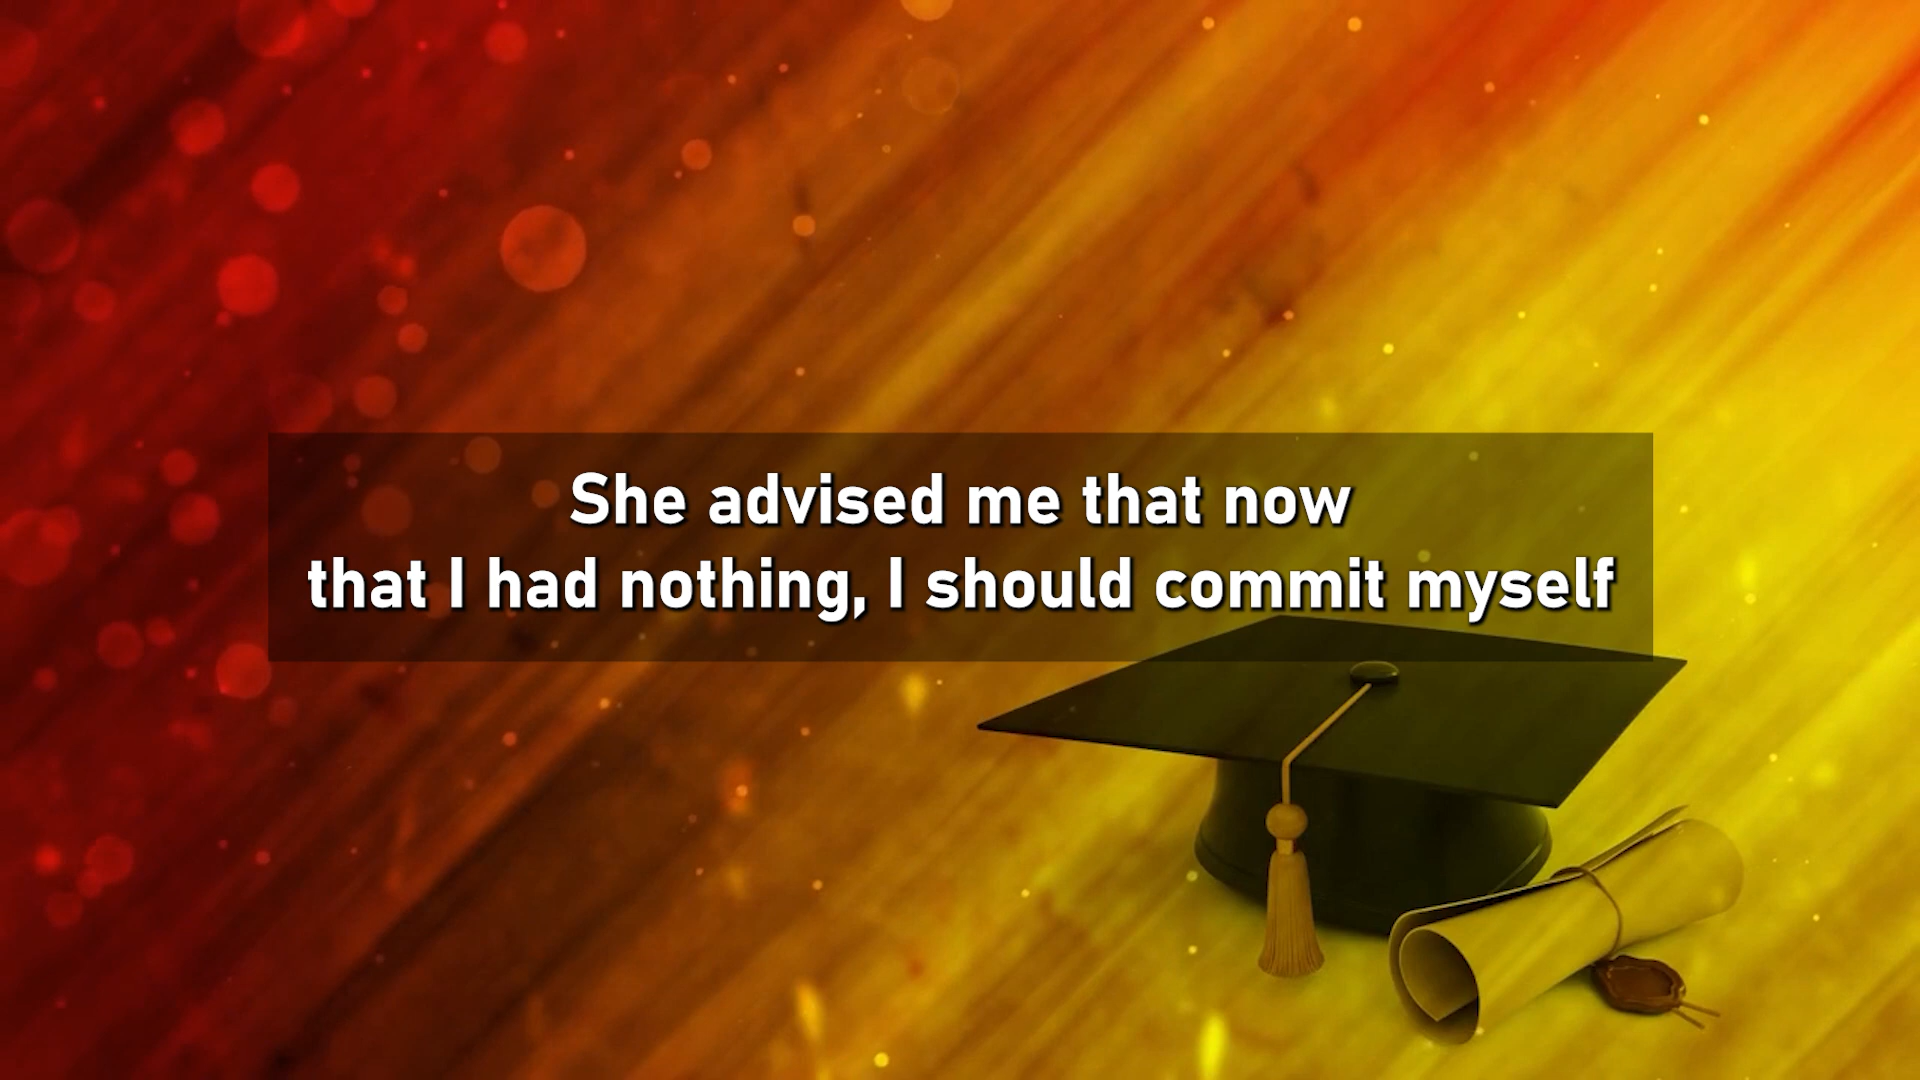 She advised me that now
that I had nothing, I should commit myself